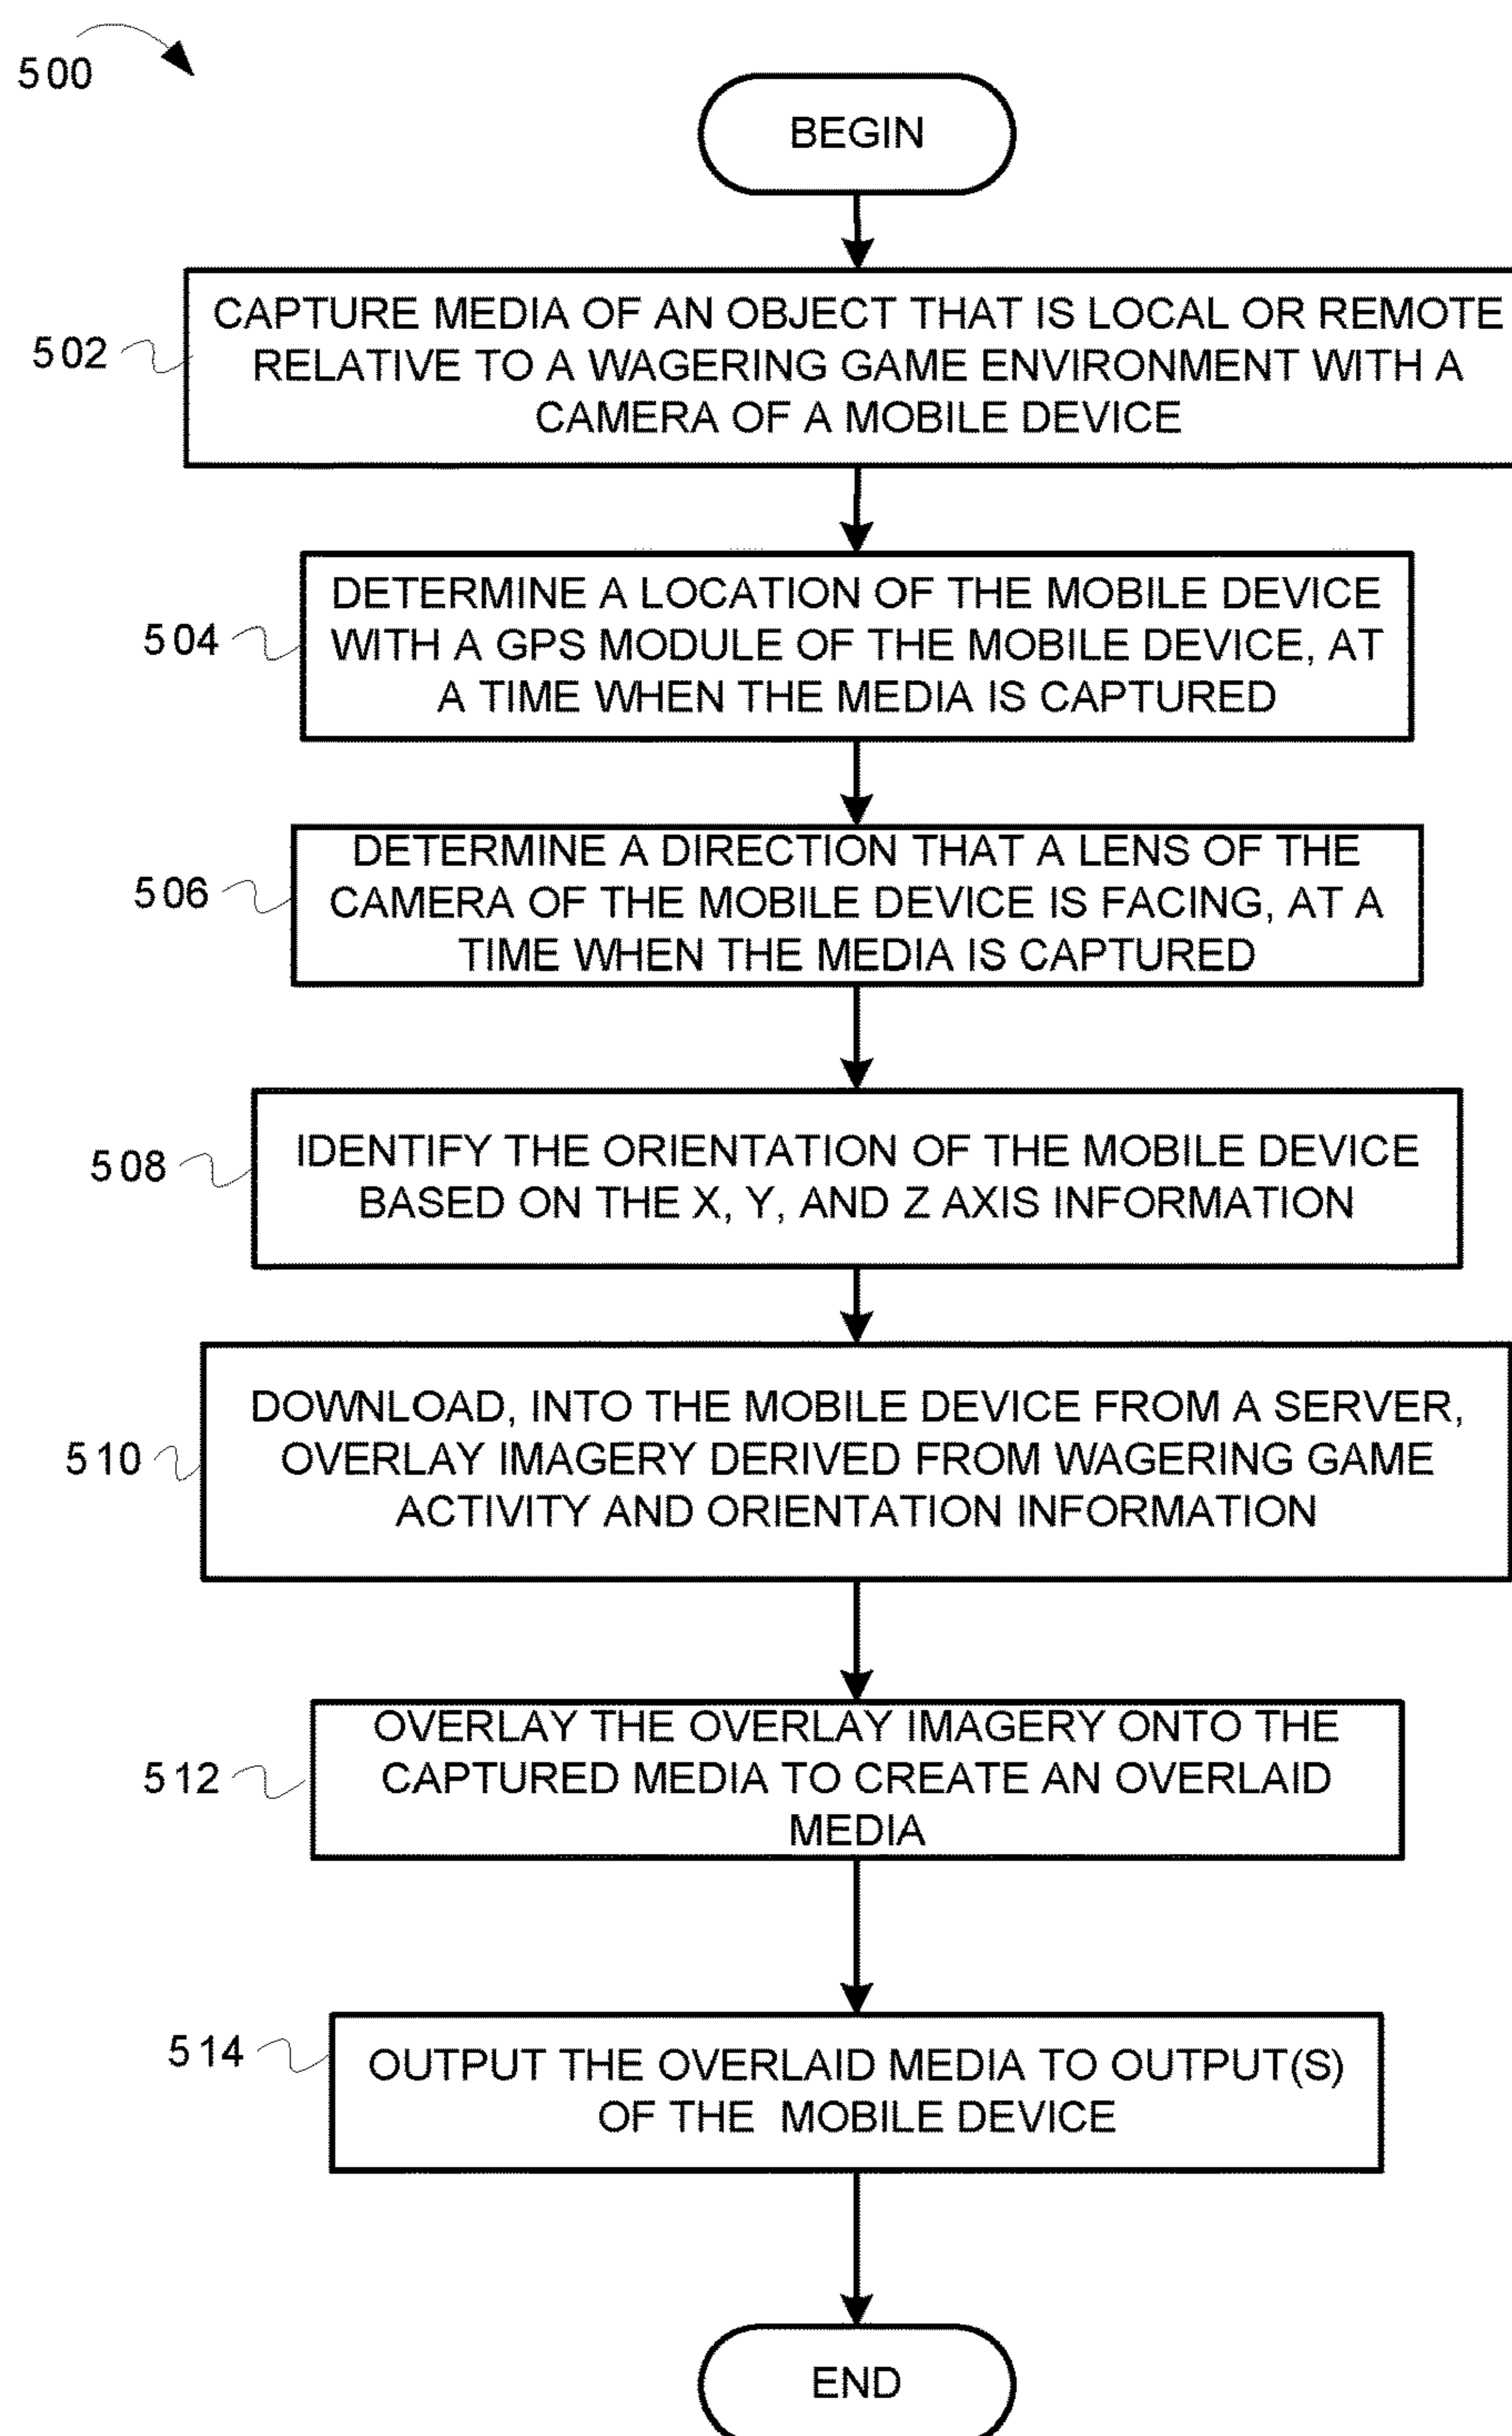 500
BEGIN
502
CAPTURE MEDIA OF AN OBJECT THAT IS LOCAL OR REMOTE
RELATIVE TO A WAGERING GAME ENVIRONMENT WITH A
CAMERA OF A MOBILE DEVICE
504
DETERMINE A LOCATION OF THE MOBILE DEVICE
WITH A GPS MODULE OF THE MOBILE DEVICE, AT
A TIME WHEN THE MEDIA IS CAPTURED
506
DETERMINE A DIRECTION THAT A LENS OF THE
CAMERA OF THE MOBILE DEVICE IS FACING, AT A
TIME WHEN THE MEDIA IS CAPTURED
508
IDENTIFY THE ORIENTATION OF THE MOBILE DEVICE
BASED ON THE X, Y, AND Z AXIS INFORMATION
510
DOWNLOAD, INTO THE MOBILE DEVICE FROM A SERVER,
OVERLAY IMAGERY DERIVED FROM WAGERING GAME
ACTIVITY AND ORIENTATION INFORMATION
512
OVERLAY THE OVERLAY IMAGERY ONTO THE
CAPTURED MEDIA TO CREATE AN OVERLAID
MEDIA
514
OUTPUT THE OVERLAID MEDIA TO OUTPUT(S)
OF THE MOBILE DEVICE
END